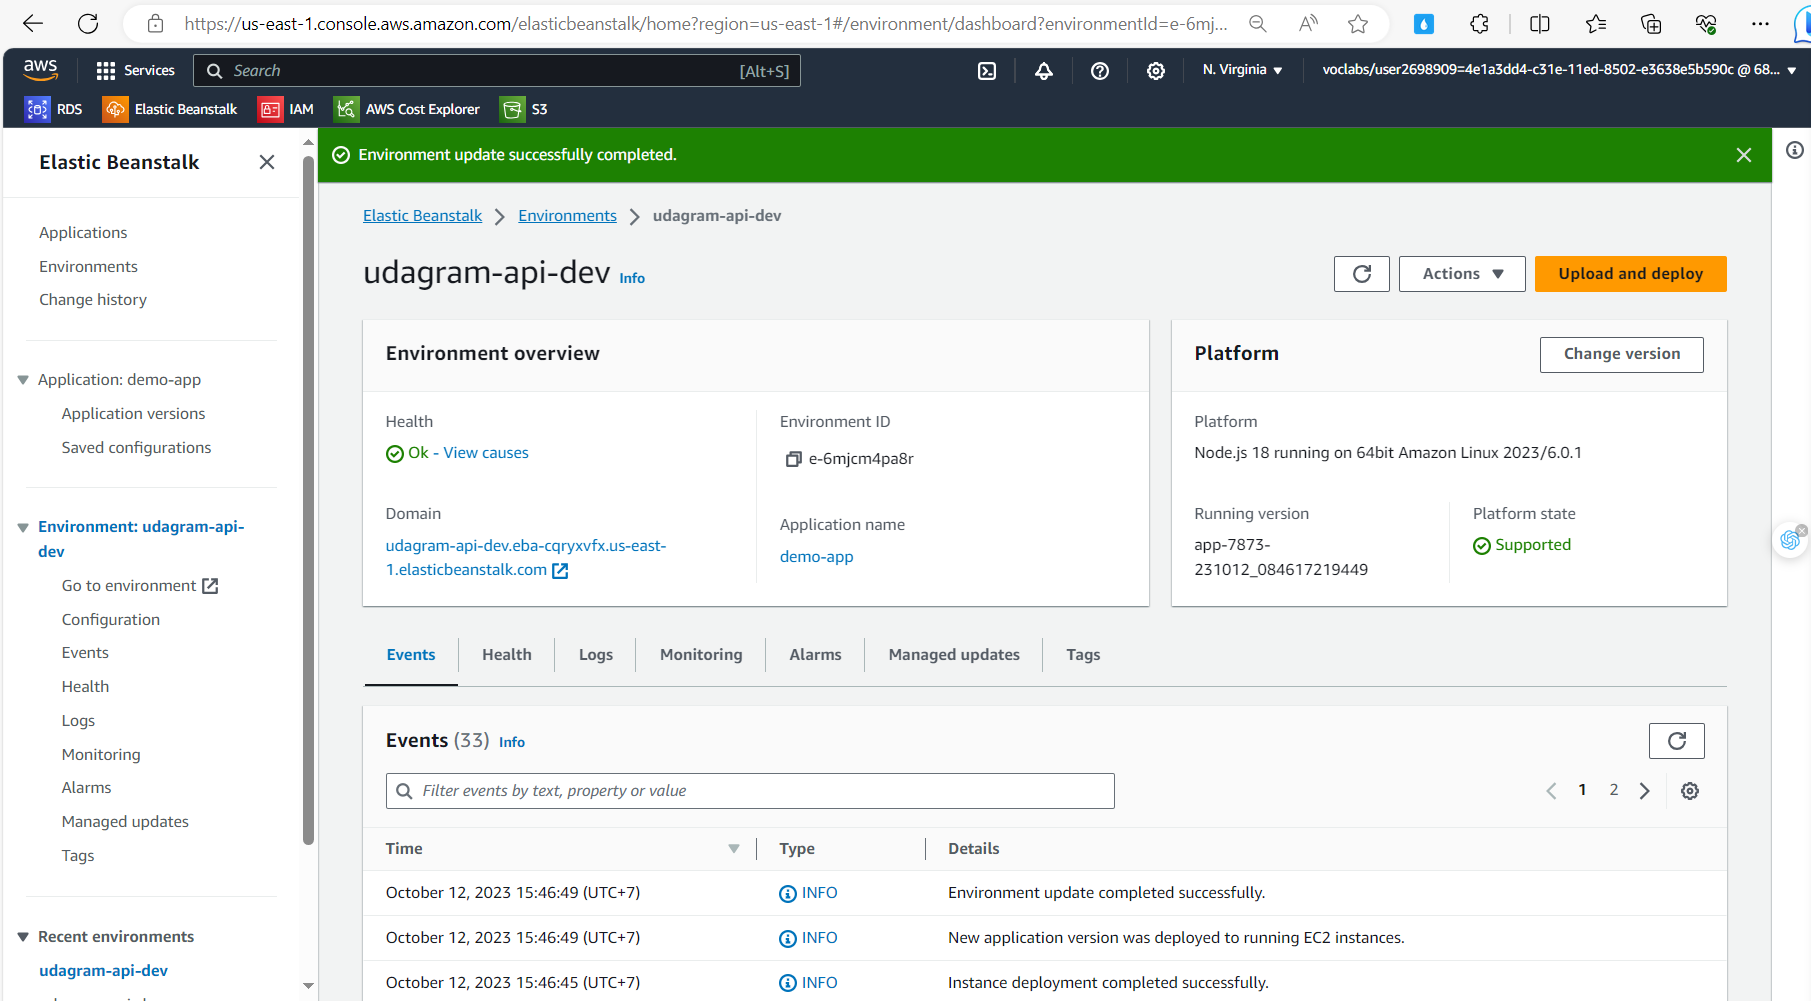 https://us-east-1.console.aws.amazon.com/elasticbeanstalk/home?region=us-east-1#/environment/dashboard?environmentId=e-6mj...
aws
Services
Search [Alt+S]
N. Virginia
voclabs/user2698909=4e1a3dd4-c31e-11ed-8502-e3638e5b590c @ 68...
RDS
Elastic Beanstalk
IAM
AWS Cost Explorer
S3
Elastic Beanstalk
Applications
Environments
Change history
Application: demo-app
Application versions
Saved configurations
Environment: udagram-api-
dev
Go to environment
Configuration
Events
Health
Logs
Monitoring
Alarms
Managed updates
Tags
Recent environments
udagram-api-dev
Environment update successfully completed.
Elastic Beanstalk > Environments > udagram-api-dev
udagram-api-dev Info
Actions
Upload and deploy
Environment overview
Health
Ok - View causes
Domain
udagram-api-dev.eba-cqryxvfx.us-east-
1.elasticbeanstalk.com
Environment ID
e-6mjcm4pa8r
Application name
demo-app
Platform
Change version
Platform
Node.js 18 running on 64bit Amazon Linux 2023/6.0.1
Running version
app-7873-
231012_084617219449
Platform state
Supported
Events
Health
Logs
Monitoring
Alarms
Managed updates
Tags
Events (33) Info
Filter events by text, property or value
1 2
Time Type Details
October 12, 2023 15:46:49 (UTC+7) INFO Environment update completed successfully.
October 12, 2023 15:46:49 (UTC+7) INFO New application version was deployed to running EC2 instances.
October 12, 2023 15:46:45 (UTC+7) INFO Instance deployment completed successfully.